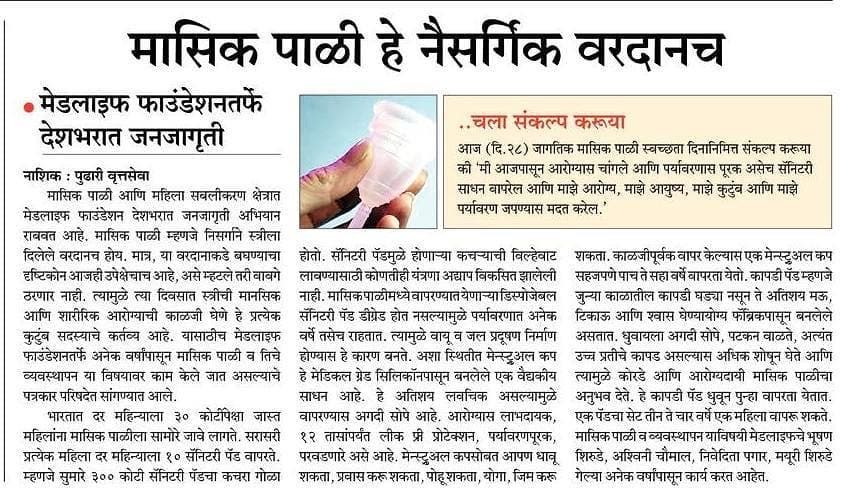 मासिक पाळी हे नैसर्गिक वरदानच
• मेडलाइफ फाउंडेशनतर्फे
देशभरात जनजागृती
नाशिक : पुढारी वृत्तसेवा
मासिक पाळी आणि महिला सबलीकरण क्षेत्रात
मेडलाइफ फाउंडेशन देशभरात जनजागृती अभियान
राबवत आहे. मासिक पाळी म्हणजे निसर्गाने स्त्रीला
दिलेले वरदानच होय. मात्र, या वरदानाकडे बघण्याचा
दृष्टिकोन आजही उपेक्षेचाच आहे, असे म्हटले तरी वावगे
ठरणार नाही. त्यामुळे त्या दिवसात स्त्रीची मानसिक
आणि शारीरिक आरोग्याची काळजी घेणे हे प्रत्येक
कुटुंब सदस्याचे कर्तव्य आहे. यासाठीच मेडलाइफ
फाउंडेशनतर्फे अनेक वर्षांपासून मासिक पाळी व तिचे
व्यवस्थापन या विषयावर काम केले जात असल्याचे
पत्रकार परिषदेत सांगण्यात आले.
भारतात दर महिन्याला ३० कोटींपेक्षा जास्त
महिलांना मासिक पाळीला सामोरे जावे लागते. सरासरी
प्रत्येक महिला दर महिन्याला १० सॅनिटरी पॅड वापरते.
म्हणजे सुमारे ३०० कोटी सॅनिटरी पॅडचा कचरा गोळा
..चला संकल्प करूया
आज (दि.२८) जागतिक मासिक पाळी स्वच्छता दिनानिमित्त संकल्प करूया
की 'मी आजपासून आरोग्यास चांगले आणि पर्यावरणास पूरक असेच सॅनिटरी
साधन वापरेल आणि माझे आरोग्य, माझे आयुष्य, माझे कुटुंब आणि माझे
पर्यावरण जपण्यास मदत करेल.'
होतो. सॅनिटरी पॅडमुळे होणाऱ्या कचऱ्याची विल्हेवाट
लावण्यासाठी कोणतीही यंत्रणा अद्याप विकसित झालेली
नाही. मासिक पाळीमध्ये वापरण्यात येणाऱ्या डिस्पोजेबल
सॅनिटरी पॅड डीग्रेड होत नसल्यामुळे पर्यावरणात अनेक
वर्षे तसेच राहतात. त्यामुळे वायू व जल प्रदूषण निर्माण
होण्यास हे कारण बनते. अशा स्थितीत मेन्स्ट्रुअल कप
हे मेडिकल ग्रेड सिलिकॉनपासून बनलेले एक वैद्यकीय
साधन आहे. हे अतिशय लवचिक असल्यामुळे
वापरण्यास अगदी सोपे आहे. आरोग्यास लाभदायक,
१२ तासांपर्यंत लीक फ्री प्रोटेक्शन, पर्यावरणपूरक,
परवडणारे असे आहे. मेन्स्ट्रुअल कपसोबत आपण धावू
शकता, प्रवास करू शकता, पोहू शकता, योगा, जिम करू
शकता. काळजीपूर्वक वापर केल्यास एक मेन्स्ट्रुअल कप
सहजपणे पाच ते सहा वर्षे वापरता येतो. कापडी पॅड म्हणजे
जुन्या काळातील कापडी घड्या नसून ते अतिशय मऊ,
टिकाऊ आणि श्वास घेण्यायोग्य फॅब्रिकपासून बनलेले
असतात. धुवायला अगदी सोपे, पटकन वाळते, अत्यंत
उच्च प्रतीचे कापड असल्यास अधिक शोषून घेते आणि
त्यामुळे कोरडे आणि आरोग्यदायी मासिक पाळीचा
अनुभव देते. हे कापडी पॅड धुवून पुन्हा वापरता येतात.
एक पॅडचा सेट तीन ते चार वर्षे एक महिला वापरू शकते.
मासिक पाळी व व्यवस्थापन याविषयी मेडलाइफचे भूषण
शिरुडे, अश्विनी चौमाल, निवेदिता पगार, मयूरी शिरुडे
गेल्या अनेक वर्षांपासून कार्य करत आहेत.